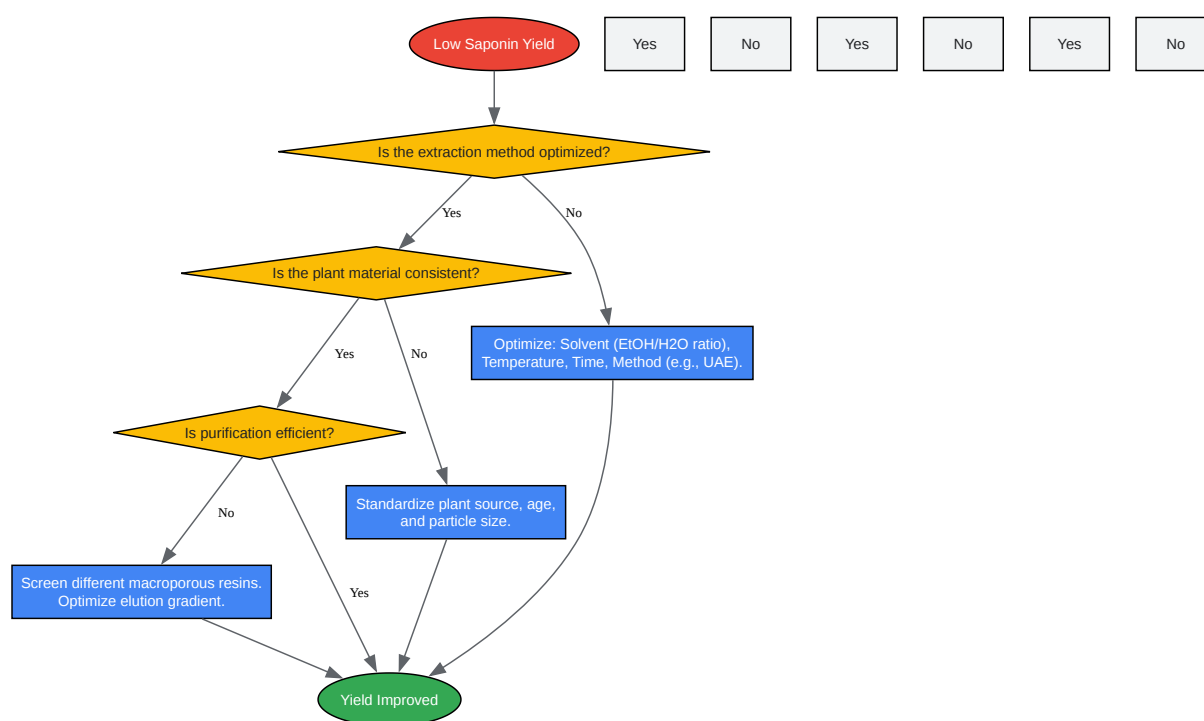 Low Saponin Yield
Yes
No
Yes
No
Yes
No
Is the extraction method optimized?
Yes
No
Is the plant material consistent?
Optimize: Solvent (EtOH/H2O ratio),
Temperature, Time, Method (e.g., UAE).
Yes
No
Is purification efficient?
Standardize plant source, age,
and particle size.
No
Screen different macroporous resins.
Optimize elution gradient.
Yes
Yield Improved